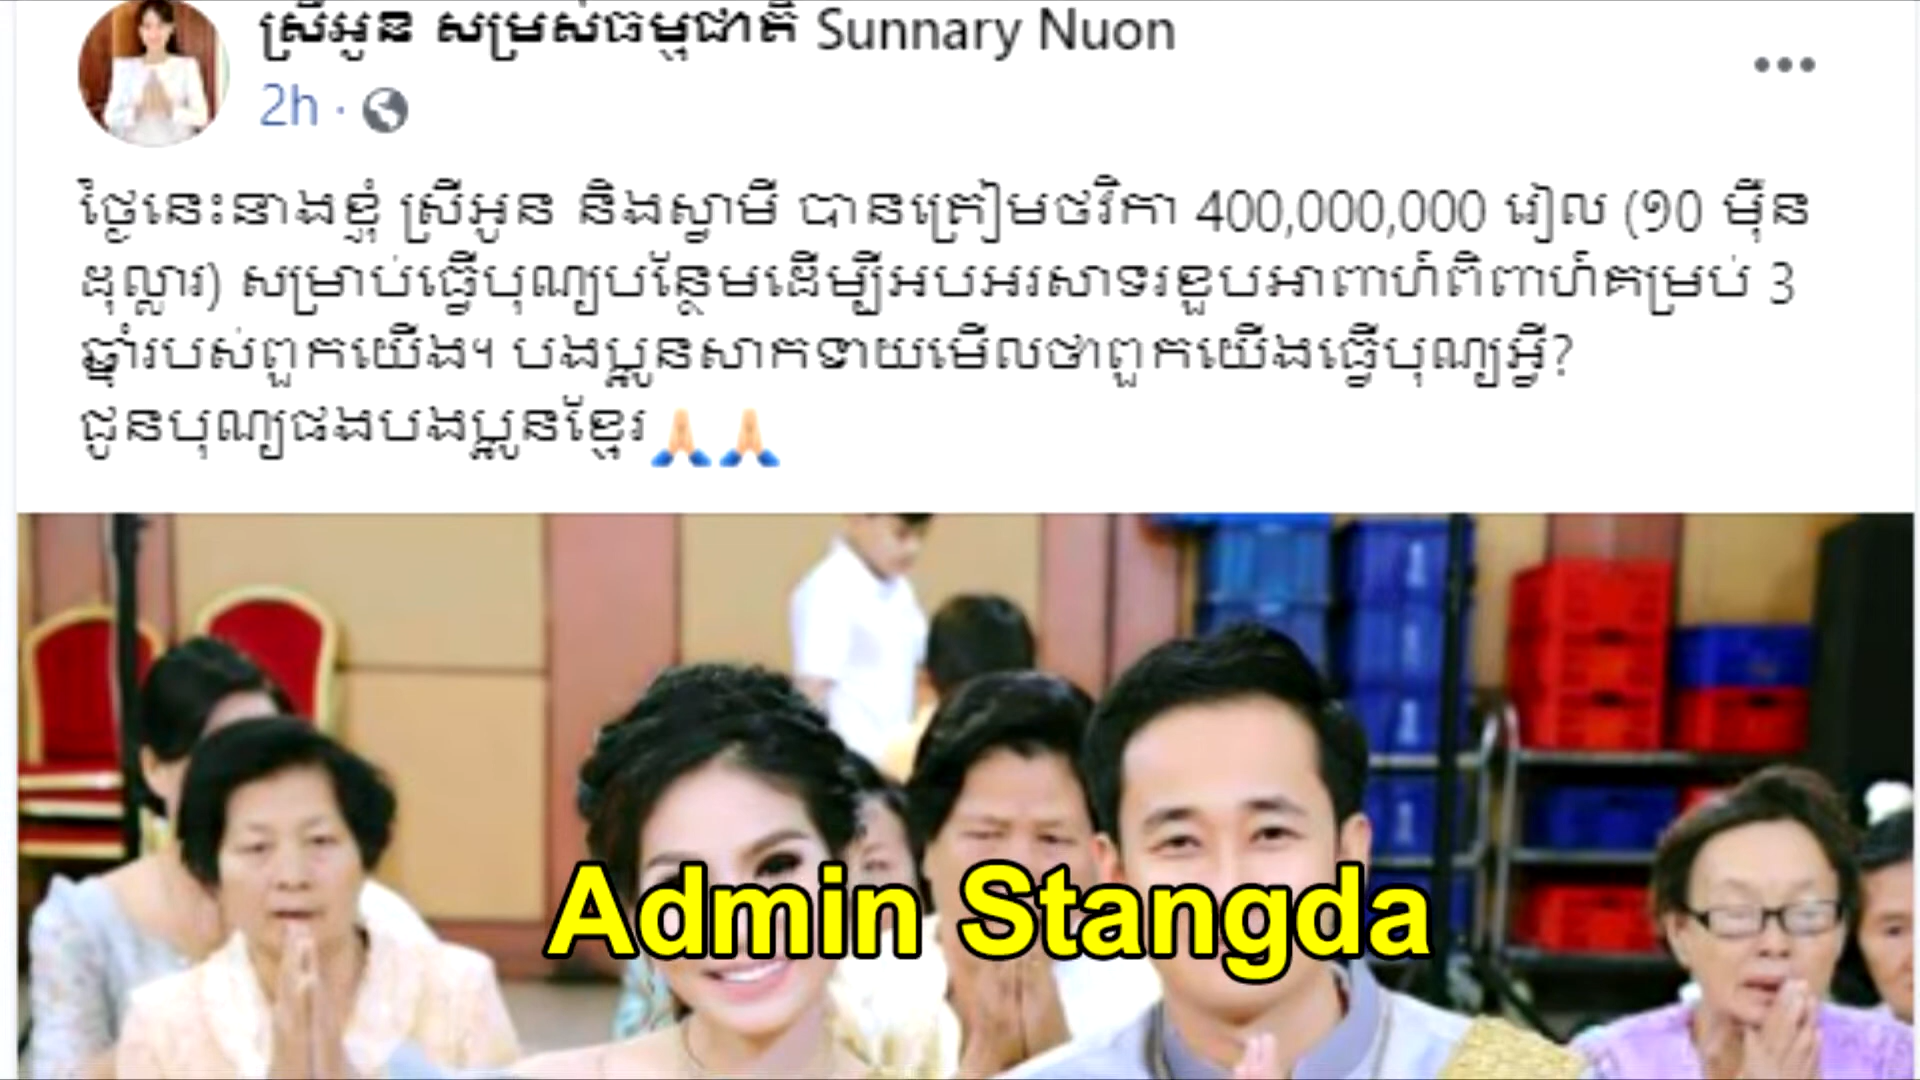 ស្រីអូន សម្រស់ធម្មជាតិ Sunnary Nuon
2h ·
ថ្ងៃនេះនាងខ្ញុំ ស្រីអូន និងស្វាមី បានត្រៀមថវិកា 400,000,000 រៀល (១០ ម៉ឺន
ដុល្លារ) សម្រាប់ធ្វើបុណ្យបន្ថែមដើម្បីអបអរសាទរខួបអាពាហ៍ពិពាហ៍គម្រប់ 3
ឆ្នាំរបស់ពួកយើង។ បងប្អូនសាកទាយមើលថាពួកយើងធ្វើបុណ្យអ្វី?
ជូនបុណ្យផងបងប្អូនខ្មែរ🙏🏻🙏🏻
Admin Stangda